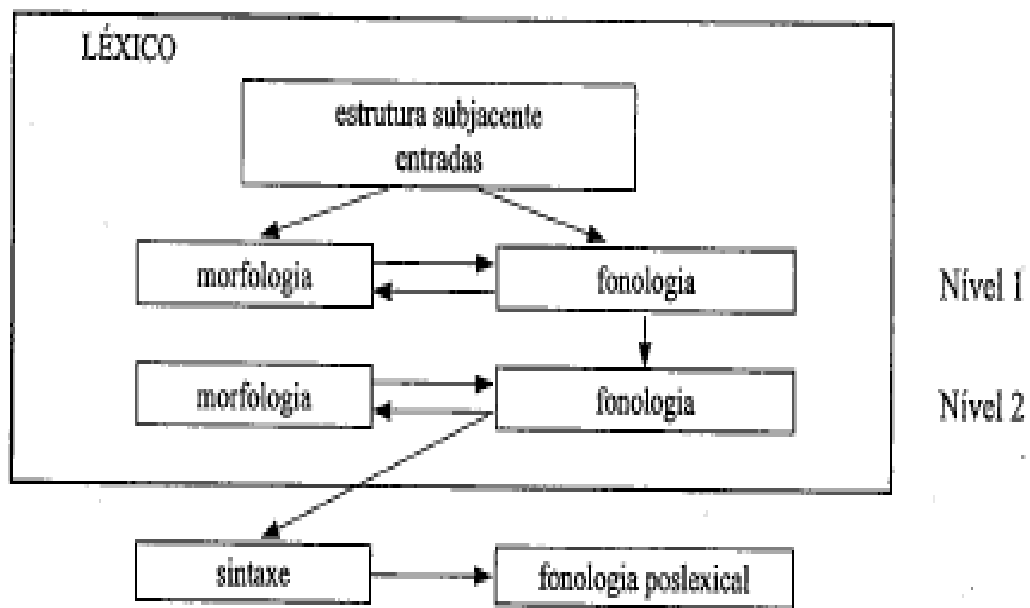 LÉXICO
estrutura subjacente
entradas
morfologia
fonologia
Nível 1
morfologia
fonologia
Nível 2
sintaxe
fonologia poslexical